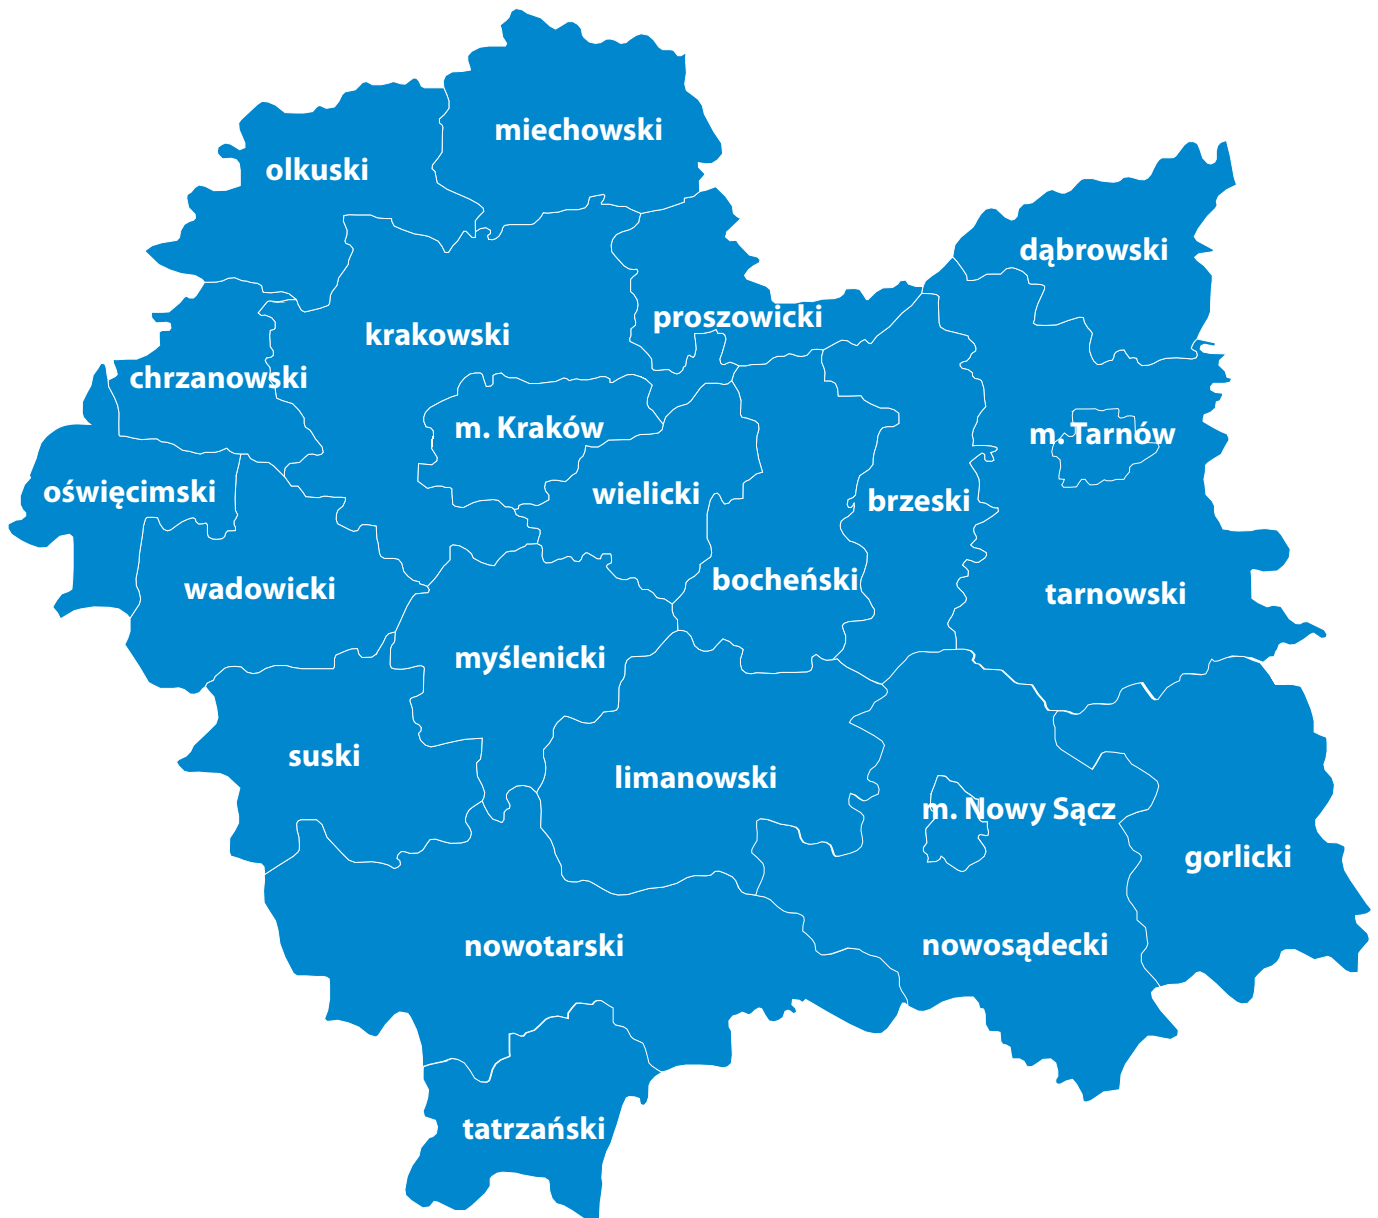 miechowski
olkuski
dąbrowski
proszowicki
krakowski
chrzanowski
m. Kraków
m. Tarnów
oświęcimski
wielicki
brzeski
bocheński
wadowicki
tarnowski
myślenicki
suski
limanowski
m. Nowy Sącz
gorlicki
nowotarski
nowosądecki
tatrzański